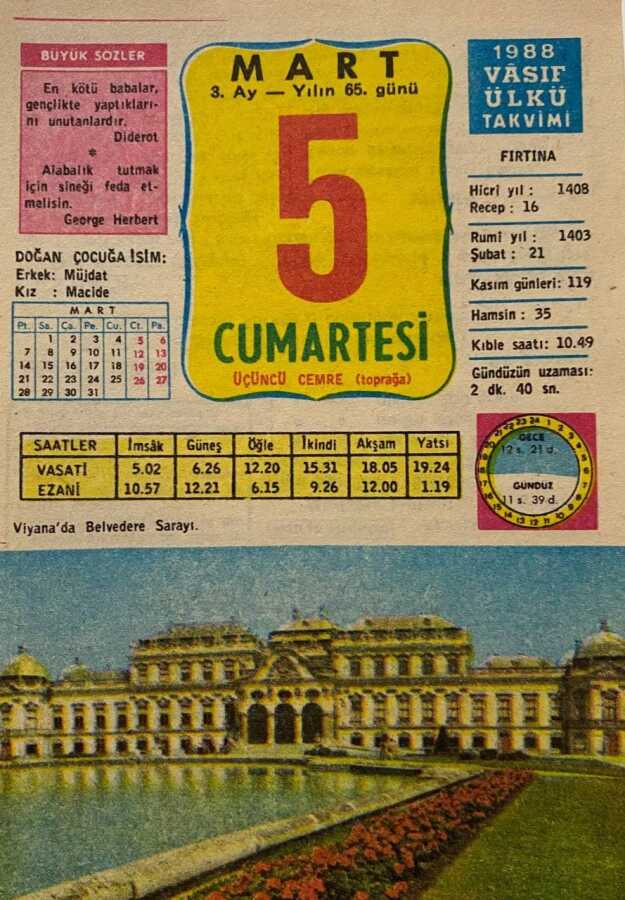 BÜYÜK SÖZLER
En kötü babalar,
gençlikte yaptıkları-
nı unutanlardır.
Diderot
*
Alabalık tutmak
için sineği feda et-
melisin.
George Herbert
DOĞAN ÇOCUĞA İSİM:
Erkek: Müjdat
Kız : Macide
MART
Pt. Sa. Ça. Pe. Cu. Ct. Pa.
1 2 3 4 5 6
7 8 9 10 11 12 13
14 15 16 17 18 19 20
21 22 23 24 25 26 27
28 29 30 31
MART
3. Ay — Yılın 65. günü
5
CUMARTESİ
ÜÇÜNCÜ CEMRE (toprağa)
1988
VÂSIF
ÜLKÜ
TAKVİMİ
FIRTINA
Hicrî yıl : 1408
Recep : 16
Rumî yıl : 1403
Şubat : 21
Kasım günleri: 119
Hamsin : 35
Kıble saati: 10.49
Gündüzün uzaması:
2 dk. 40 sn.
SAATLER İmsâk Güneş Öğle İkindi Akşam Yatsı
VASATİ 5.02 6.26 12.20 15.31 18.05 19.24
EZANİ 10.57 12.21 6.15 9.26 12.00 1.19
GECE
12 s. 21 d.
GÜNDÜZ
11 s. 39 d.
Viyana'da Belvedere Sarayı.